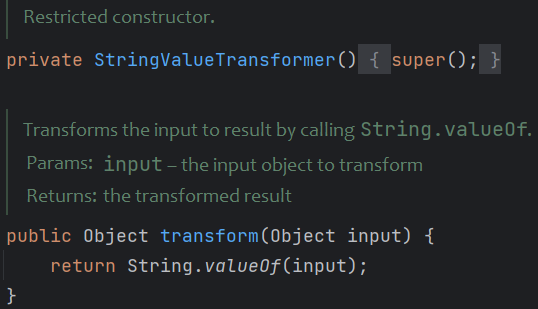 Restricted constructor.
private StringValueTransformer() { super(); }
Transforms the input to result by calling String.valueOf.
Params: input – the input object to transform
Returns: the transformed result
public Object transform(Object input) {
    return String.valueOf(input);
}